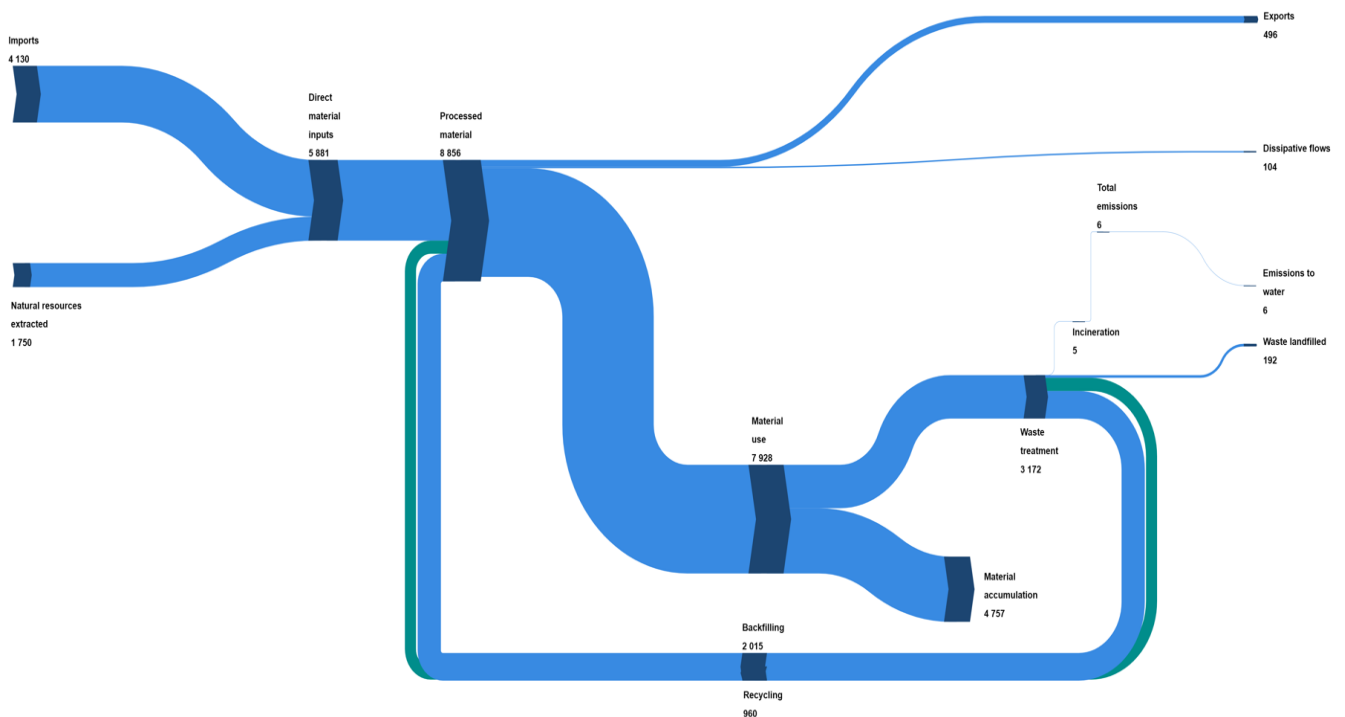 Imports
4 130
Natural resources
extracted
1 750
Direct
material
inputs
5 881
Processed
material
8 856
Exports
496
Dissipative flows
104
Total
emissions
6
Emissions to
water
6
Incineration
5
Waste landfilled
192
Waste
treatment
3 172
Material
use
7 928
Material
accumulation
4 757
Backfilling
2 015
Recycling
960